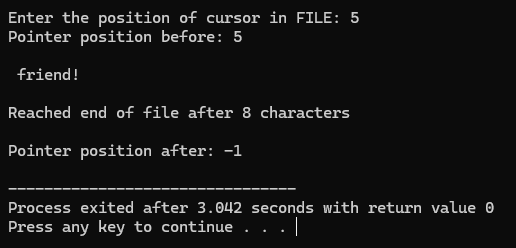 Enter the position of cursor in FILE: 5
Pointer position before: 5
friend!
Reached end of file after 8 characters
Pointer position after: -1
--------------------------------
Process exited after 3.042 seconds with return value 0
Press any key to continue . . .